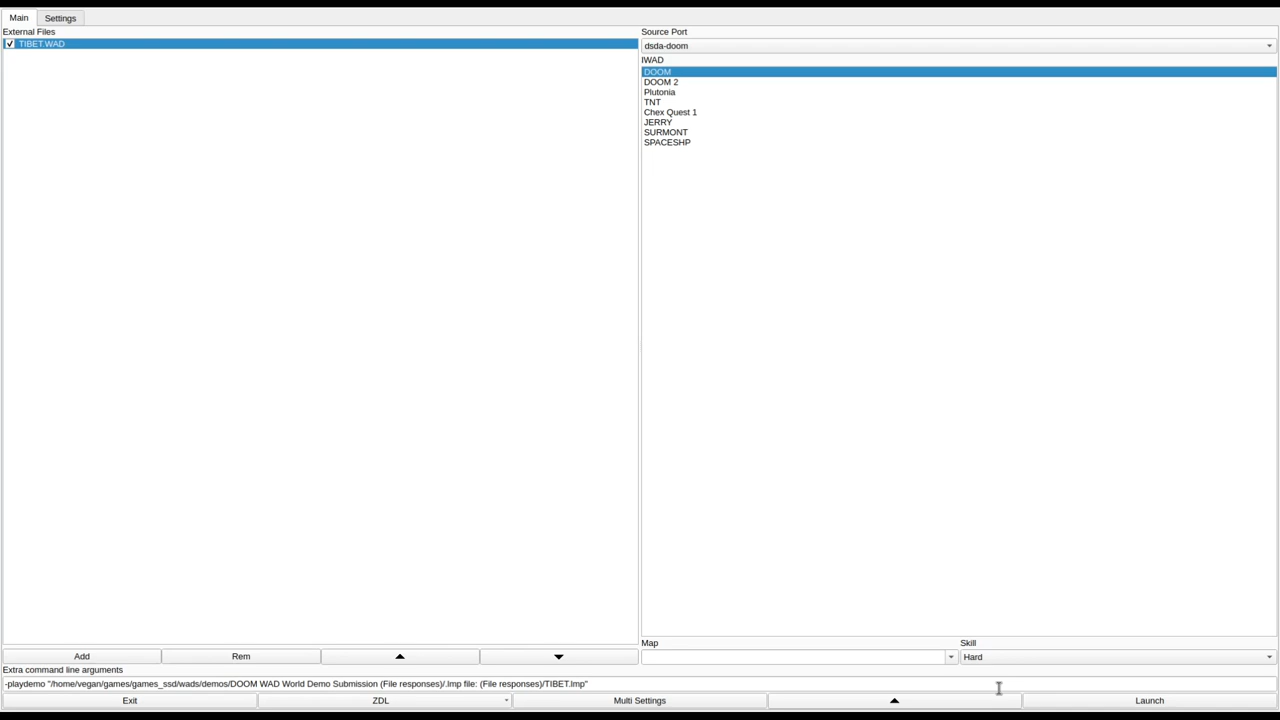 Main Settings
External Files
TIBET.WAD
Source Port
dsda-doom
IWAD
DOOM
DOOM 2
Plutonia
TNT
Chex Quest 1
JERRY
SURMONT
SPACESHP
Map Skill
Hard
Add Rem
Extra command line arguments
-playdemo "/home/vegan/games/games_ssd/wads/demos/DOOM WAD World Demo Submission (File responses)/.lmp file: (File responses)/TIBET.lmp"
Exit ZDL Multi Settings Launch